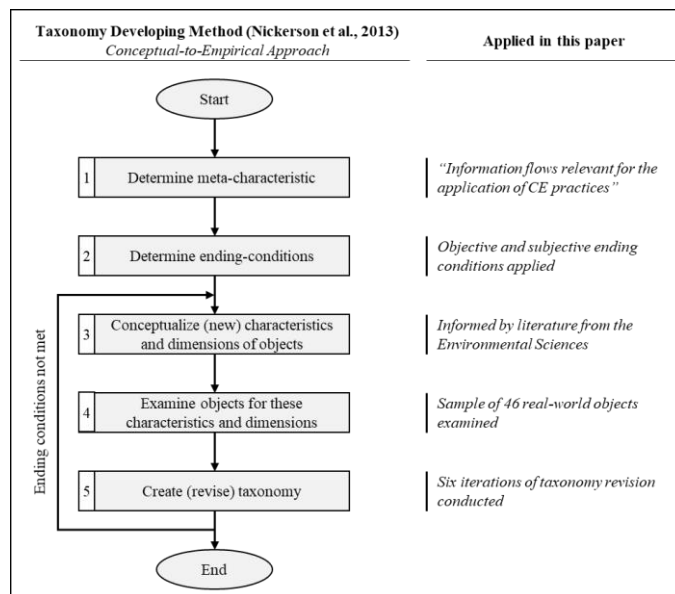 Taxonomy Developing Method (Nickerson et al., 2013)
Conceptual-to-Empirical Approach
Applied in this paper
Start
1
Determine meta-characteristic
“Information flows relevant for the
application of CE practices”
2
Determine ending-conditions
Objective and subjective ending
conditions applied
Ending conditions not met
3
Conceptualize (new) characteristics
and dimensions of objects
Informed by literature from the
Environmental Sciences
4
Examine objects for these
characteristics and dimensions
Sample of 46 real-world objects
examined
5
Create (revise) taxonomy
Six iterations of taxonomy revision
conducted
End